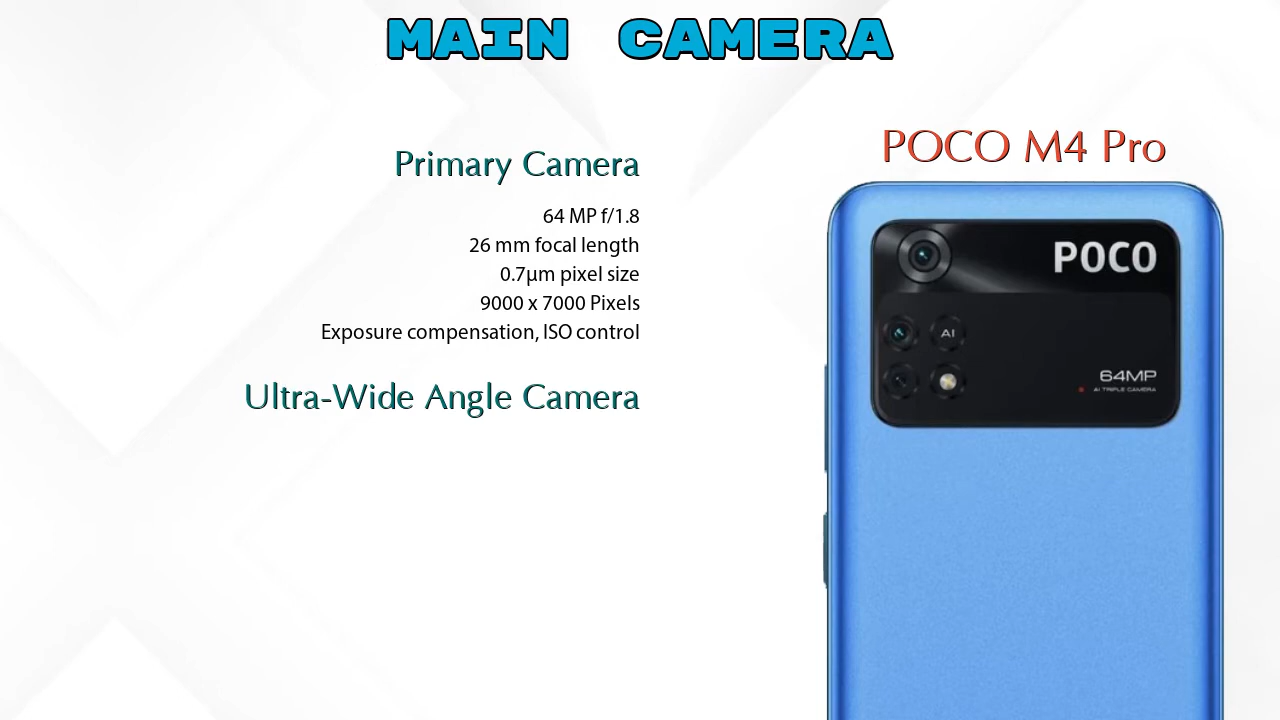 MAIN CAMERA
Primary Camera
64 MP f/1.8
26 mm focal length
0.7µm pixel size
9000 x 7000 Pixels
Exposure compensation, ISO control
Ultra-Wide Angle Camera
POCO M4 Pro
POCO
AI
64MP
AI TRIPLE CAMERA